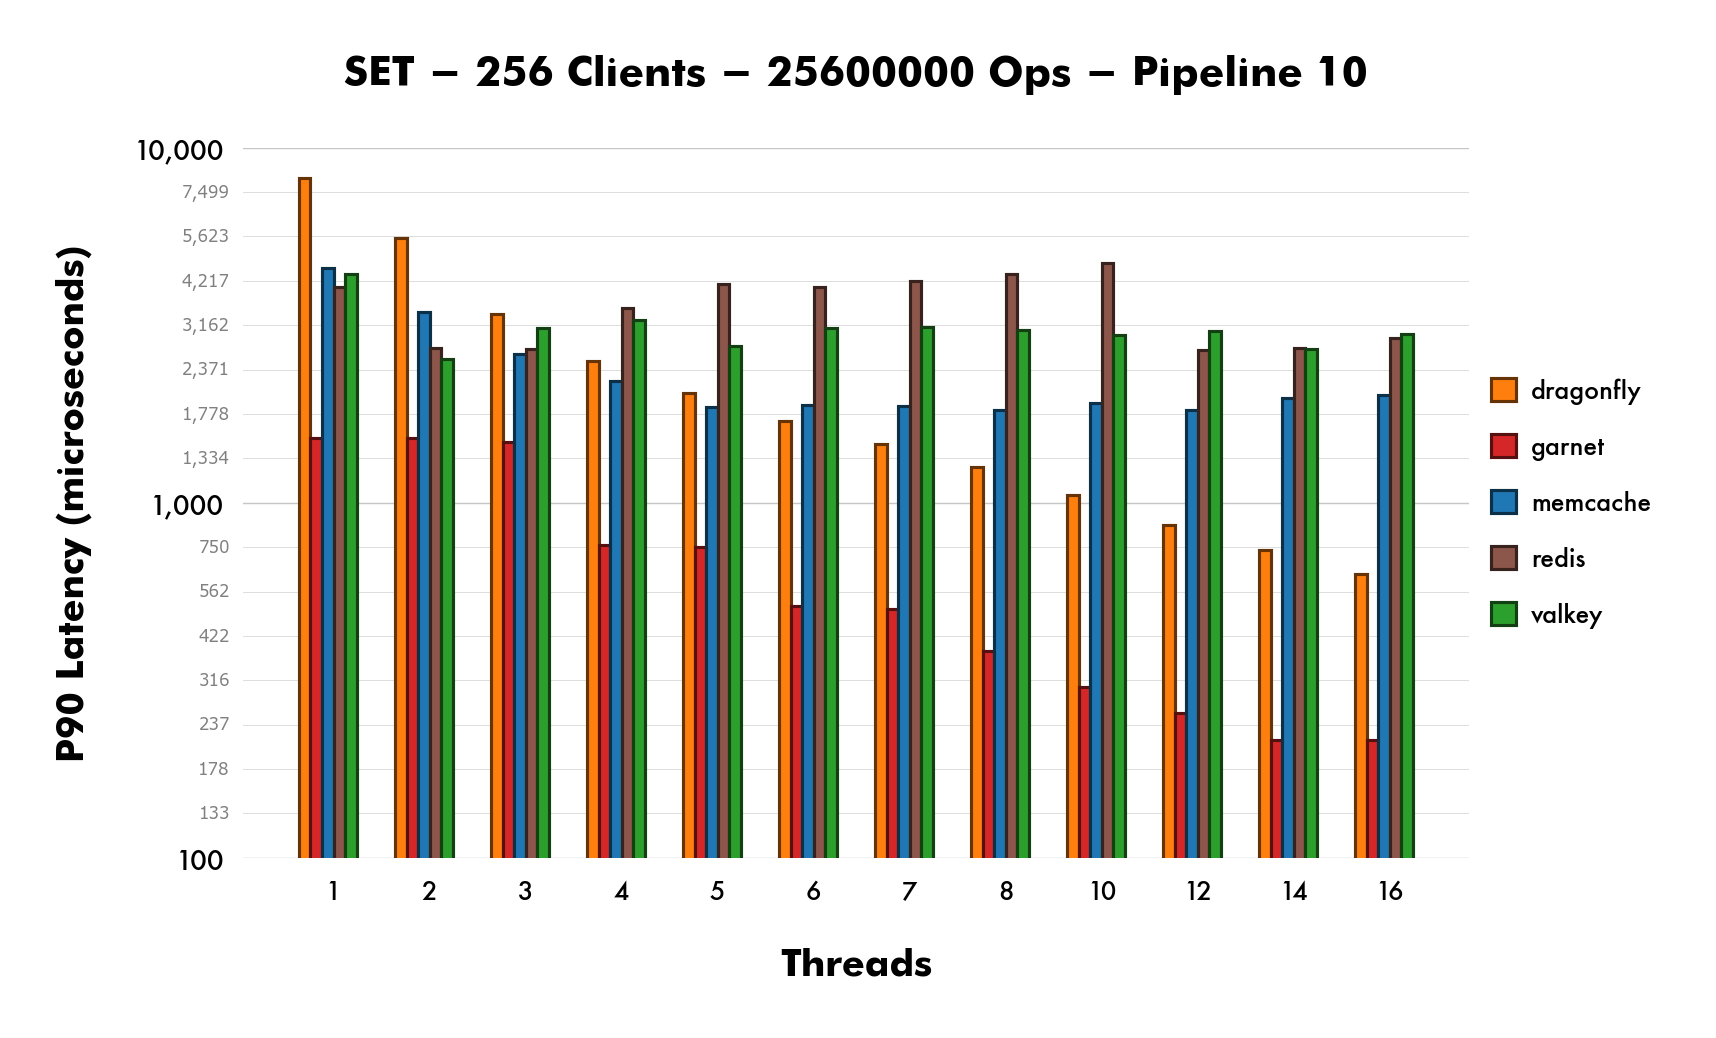 SET – 256 Clients – 25600000 Ops – Pipeline 10
P90 Latency (microseconds)
10,000
7,499
5,623
4,217
3,162
2,371
1,778
1,334
1,000
750
562
422
316
237
178
133
100
1 2 3 4 5 6 7 8 10 12 14 16
Threads
dragonfly
garnet
memcache
redis
valkey